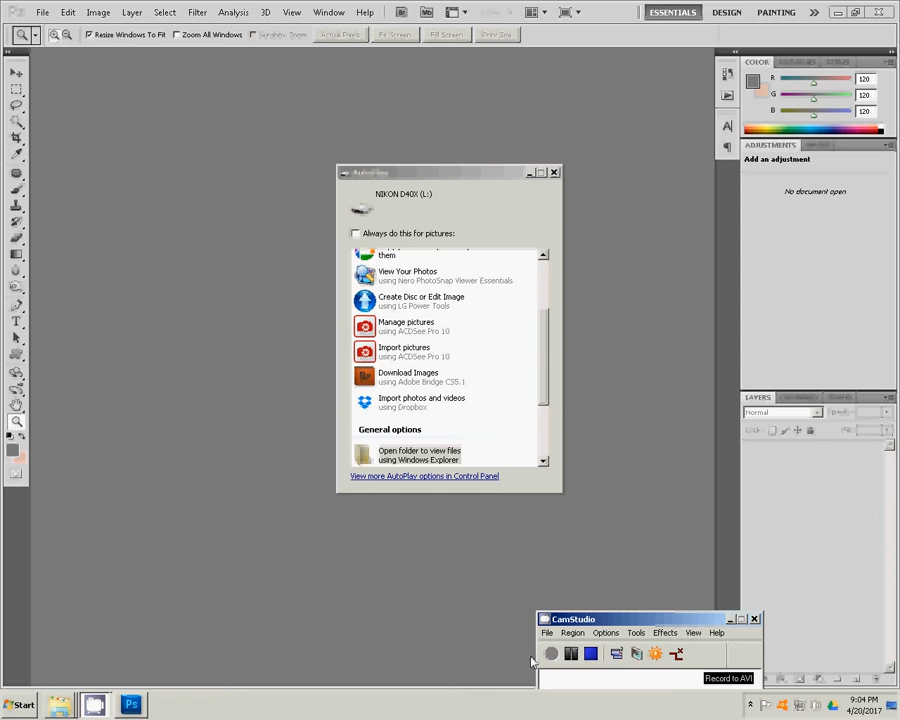 Ps File Edit Image Layer Select Filter Analysis 3D View Window Help ESSENTIALS DESIGN PAINTING
Resize Windows To Fit Zoom All Windows Scrubby Zoom Actual Pixels Fit Screen Fill Screen Print Size
COLOR
R 120
G 120
B 120
ADJUSTMENTS
Add an adjustment
No document open
NIKON D40X (L:)
Always do this for pictures:
them
View Your Photos
using Nero PhotoSnap Viewer Essentials
Create Disc or Edit Image
using LG Power Tools
Manage pictures
using ACDSee Pro 10
Import pictures
using ACDSee Pro 10
Download Images
using Adobe Bridge CS5.1
Import photos and videos
using Dropbox
General options
Open folder to view files
using Windows Explorer
View more AutoPlay options in Control Panel
LAYERS
Normal
CamStudio
File Region Options Tools Effects View Help
Record to AVI
Start
Ps
9:04 PM
4/20/2017